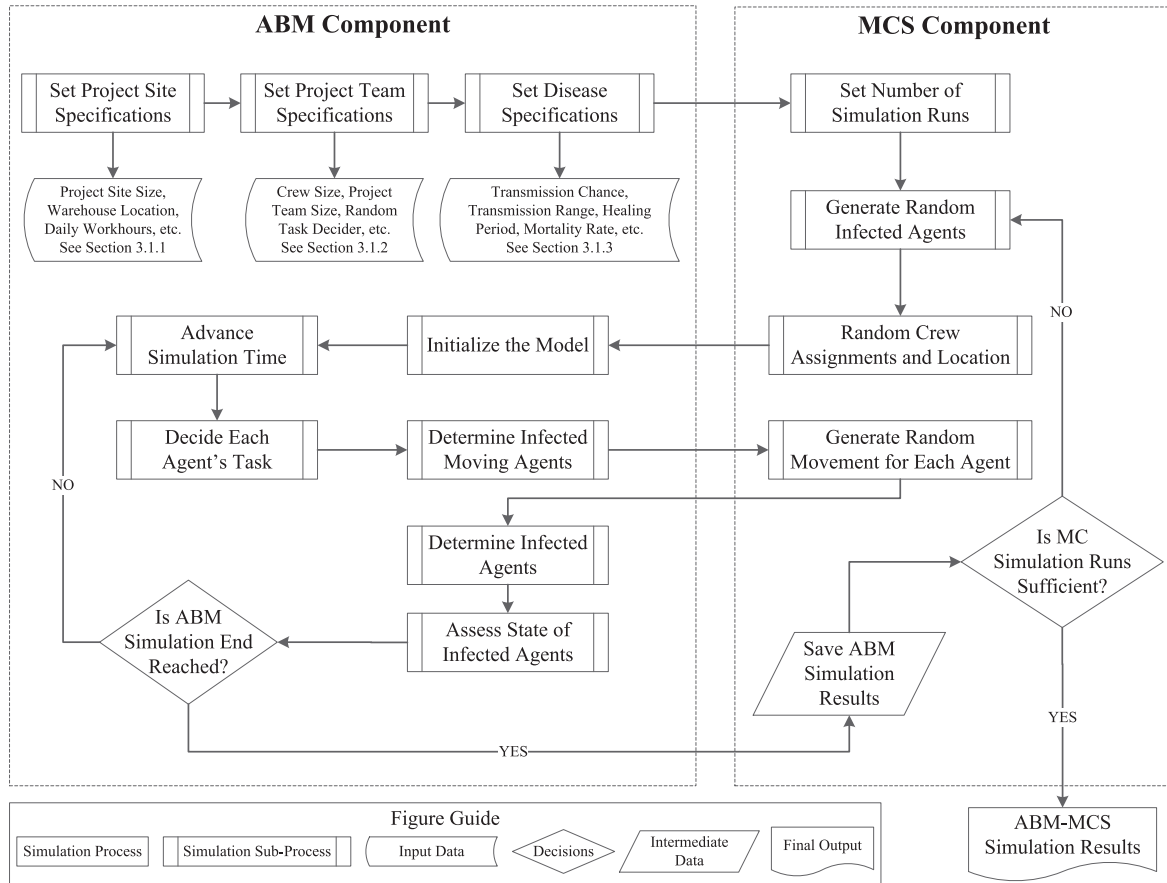 ABM Component
MCS Component
Set Project Site
Specifications
Set Project Team
Specifications
Set Disease
Specifications
Set Number of
Simulation Runs
Project Site Size,
Warehouse Location,
Daily Workhours, etc.
See Section 3.1.1
Crew Size, Project
Team Size, Random
Task Decider, etc.
See Section 3.1.2
Transmission Chance,
Transmission Range, Healing
Period, Mortality Rate, etc.
See Section 3.1.3
Generate Random
Infected Agents
NO
Advance
Simulation Time
Initialize the Model
Random Crew
Assignments and Location
Decide Each
Agent's Task
Determine Infected
Moving Agents
Generate Random
Movement for Each Agent
NO
Determine Infected
Agents
Is MC
Simulation Runs
Sufficient?
Is ABM
Simulation End
Reached?
Assess State of
Infected Agents
Save ABM
Simulation
Results
YES
YES
Figure Guide
Simulation Process
Simulation Sub-Process
Input Data
Decisions
Intermediate
Data
Final Output
ABM-MCS
Simulation Results